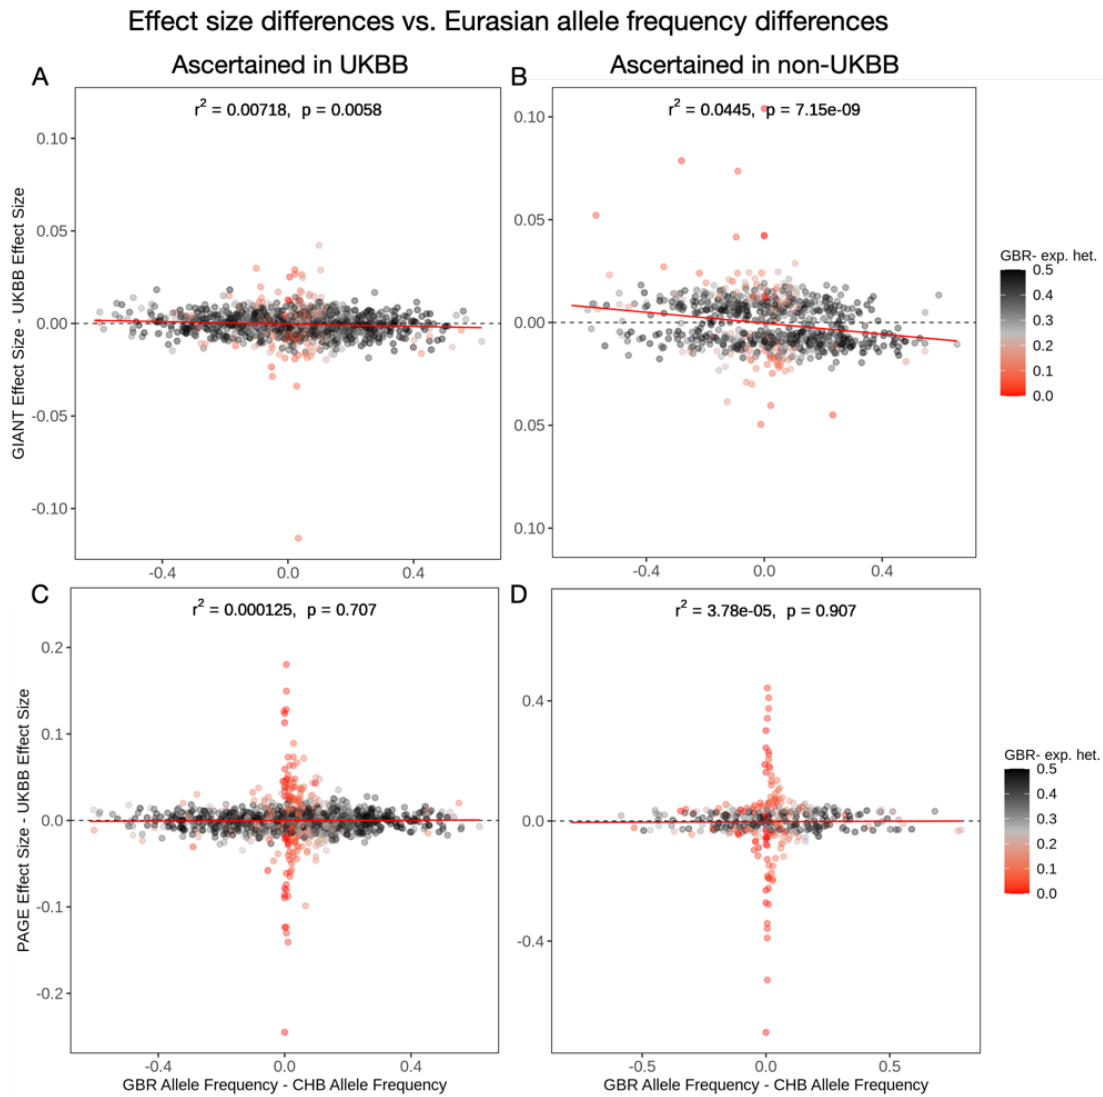 Effect size differences vs. Eurasian allele frequency differences
Ascertained in UKBB
Ascertained in non-UKBB
A
r² = 0.00718, p = 0.0058
0.10
0.05
0.00
-0.05
-0.10
-0.4
0.0
0.4
GIANT Effect Size - UKBB Effect Size
B
r² = 0.0445, p = 7.15e-09
0.10
0.05
0.00
0.05
0.10
-0.4
0.0
0.4
GBR- exp. het.
0.5
0.4
0.3
0.2
0.1
0.0
C
r² = 0.000125, p = 0.707
0.2
0.1
0.0
-0.1
-0.2
-0.4
0.0
0.4
PAGE Effect Size - UKBB Effect Size
GBR Allele Frequency - CHB Allele Frequency
D
r² = 3.78e-05, p = 0.907
0.4
0.0
-0.4
-0.5
0.0
0.5
GBR Allele Frequency - CHB Allele Frequency
GBR- exp. het.
0.5
0.4
0.3
0.2
0.1
0.0